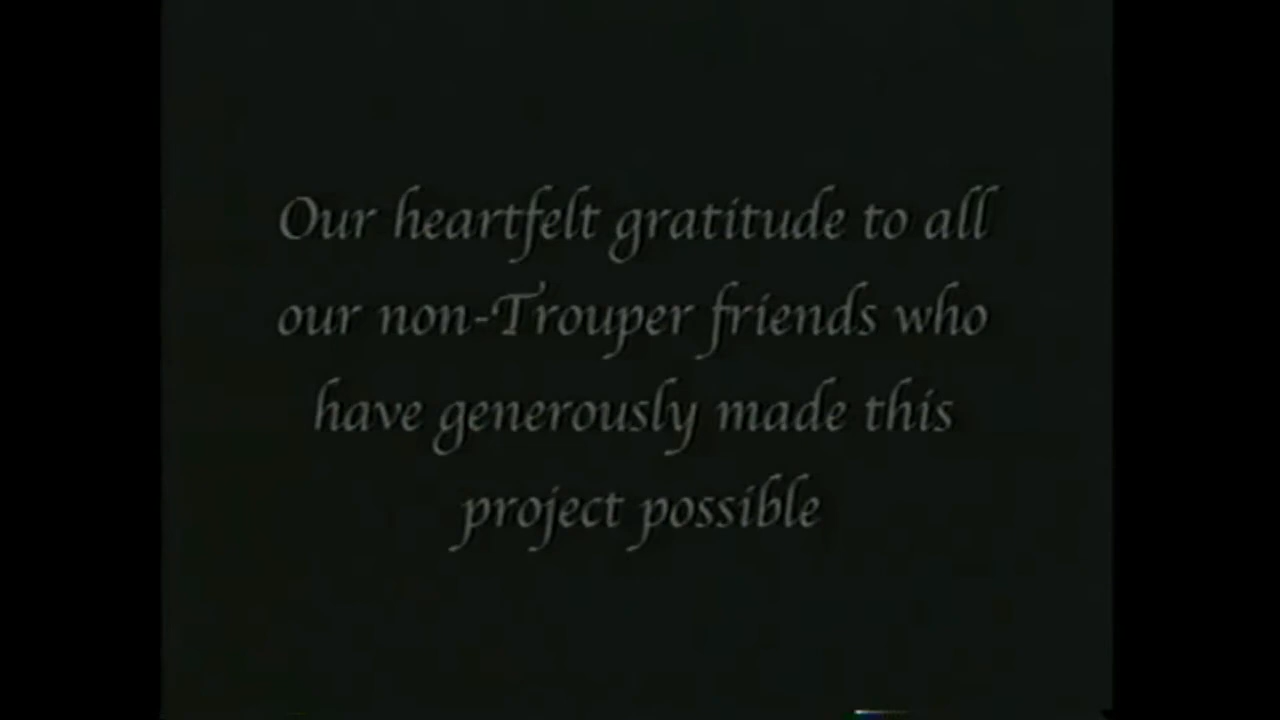 Our heartfelt gratitude to all
our non-Trouper friends who
have generously made this
project possible